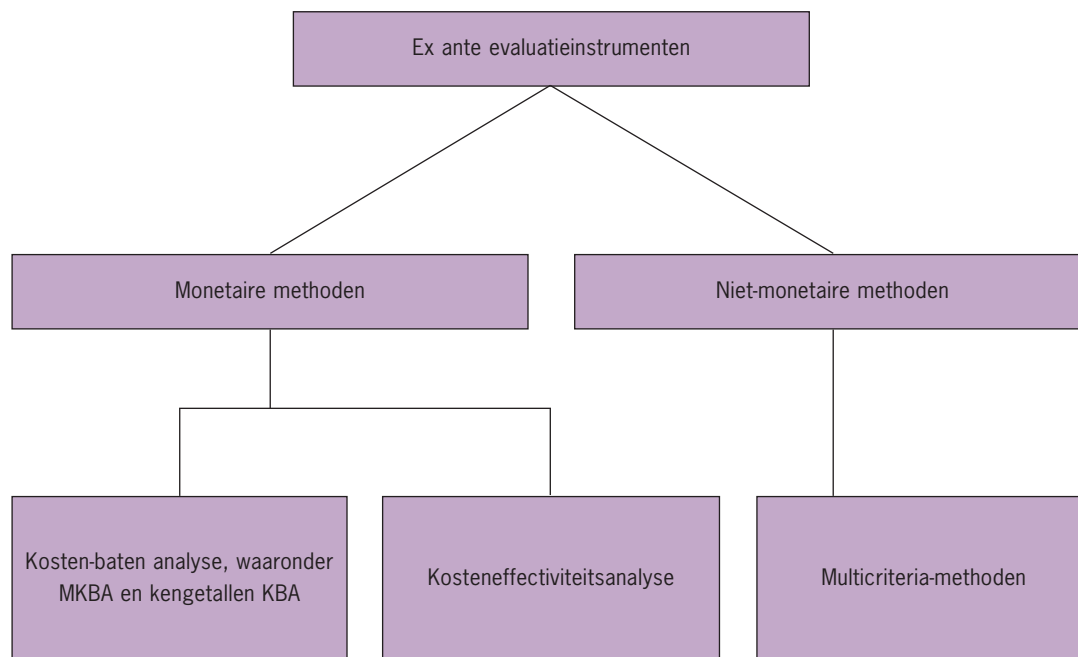 Ex ante evaluatieinstrumenten
Monetaire methoden
Niet-monetaire methoden
Kosten-baten analyse, waaronder
MKBA en kengetallen KBA
Kosteneffectiviteitsanalyse
Multicriteria-methoden